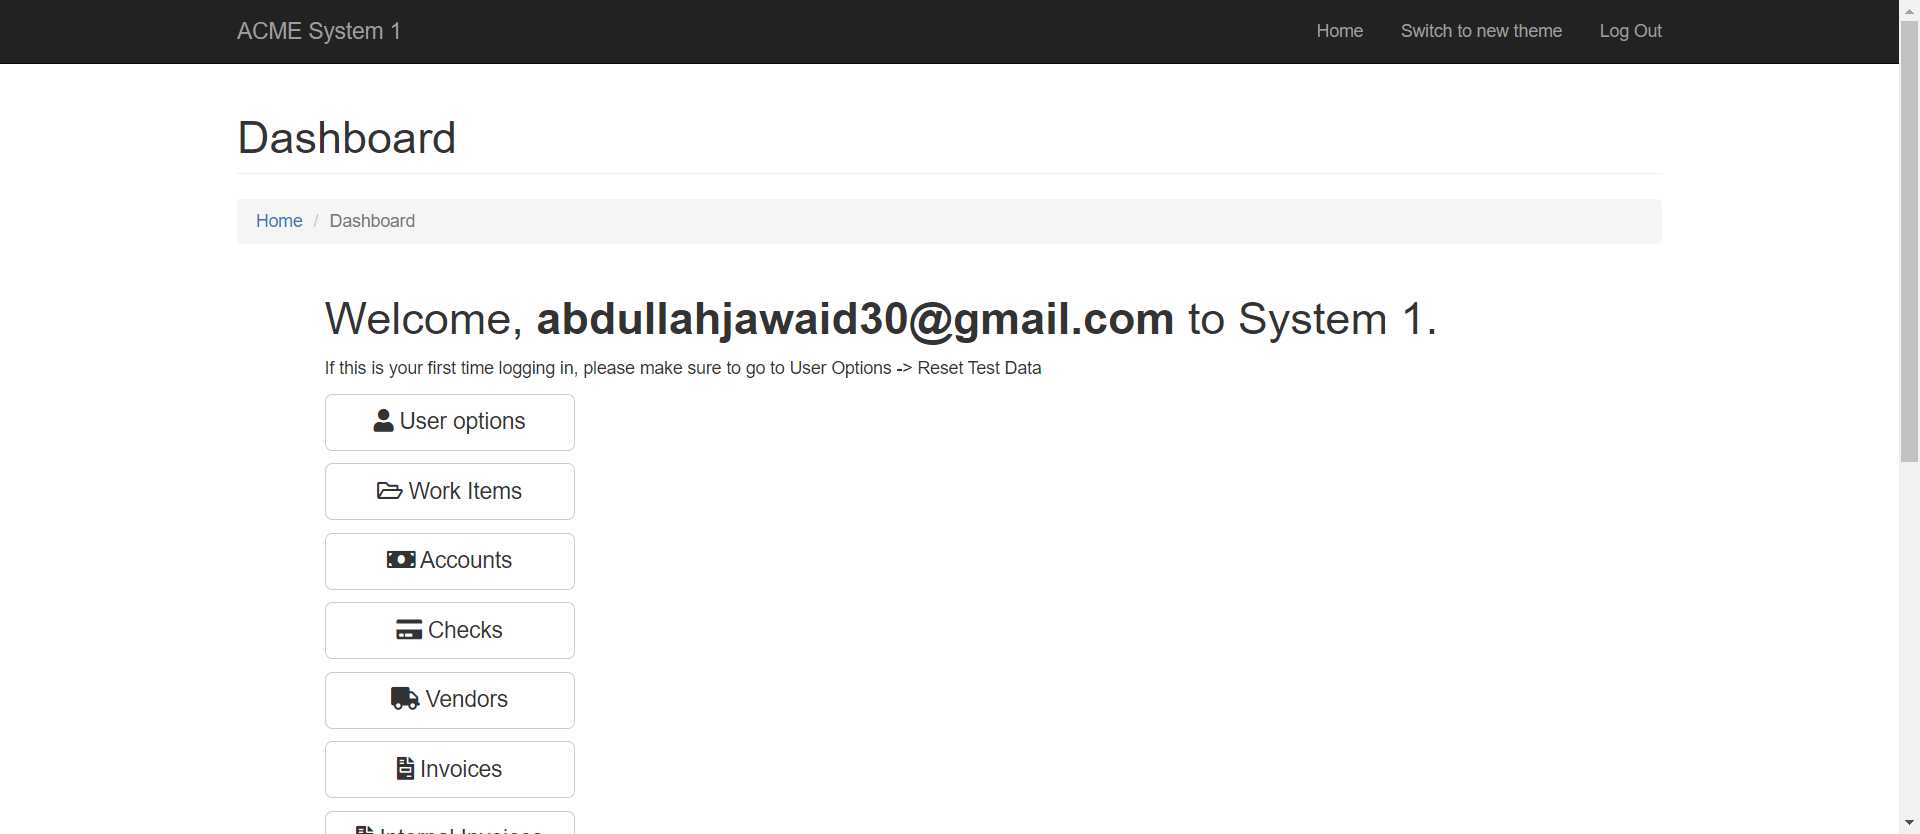 ACME System 1
Home
Switch to new theme
Log Out
Dashboard
Home / Dashboard
Welcome, abdullahjawaid30@gmail.com to System 1.
If this is your first time logging in, please make sure to go to User Options -> Reset Test Data
User options
Work Items
Accounts
Checks
Vendors
Invoices
Internal Invoices